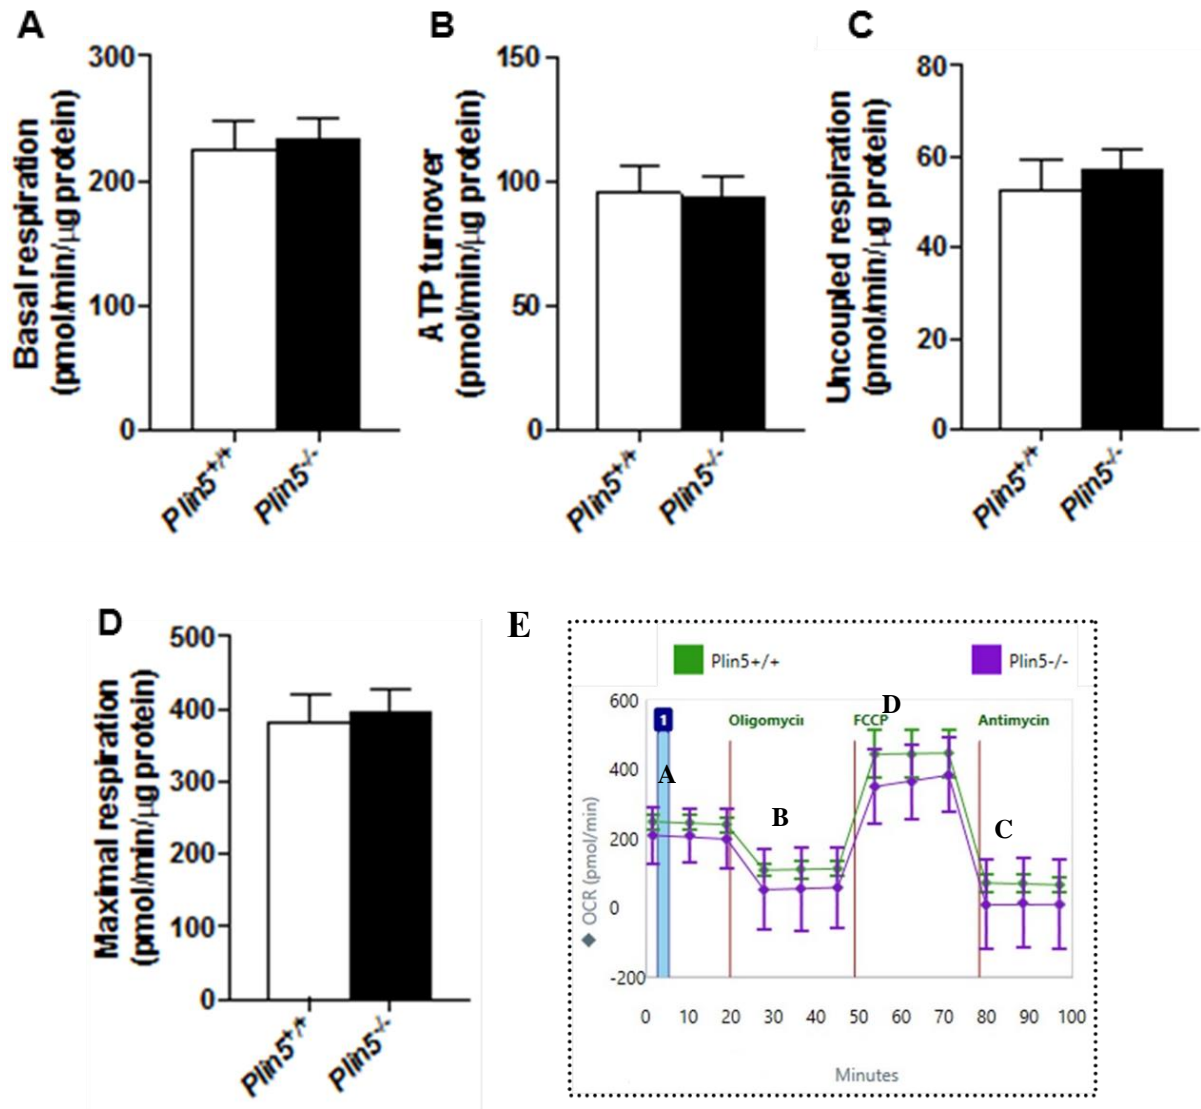 A
Basal respiration
(pmol/min/μg protein)
300
200
100
0
Plin5+/+
Plin5-/-
B
ATP turnover
(pmol/min/μg protein)
150
100
50
0
Plin5+/+
Plin5-/-
C
Uncoupled respiration
(pmol/min/μg protein)
80
60
40
20
0
Plin5+/+
Plin5-/-
D
Maximal respiration
(pmol/min/μg protein)
500
400
300
200
100
0
Plin5+/+
Plin5-/-
E
Plin5+/+
Plin5-/-
◆ OCR (pmol/min)
600
400
200
0
-200
1
Oligomycii
FCCP
Antimycin
A
B
D
C
0 10 20 30 40 50 60 70 80 90 100
Minutes